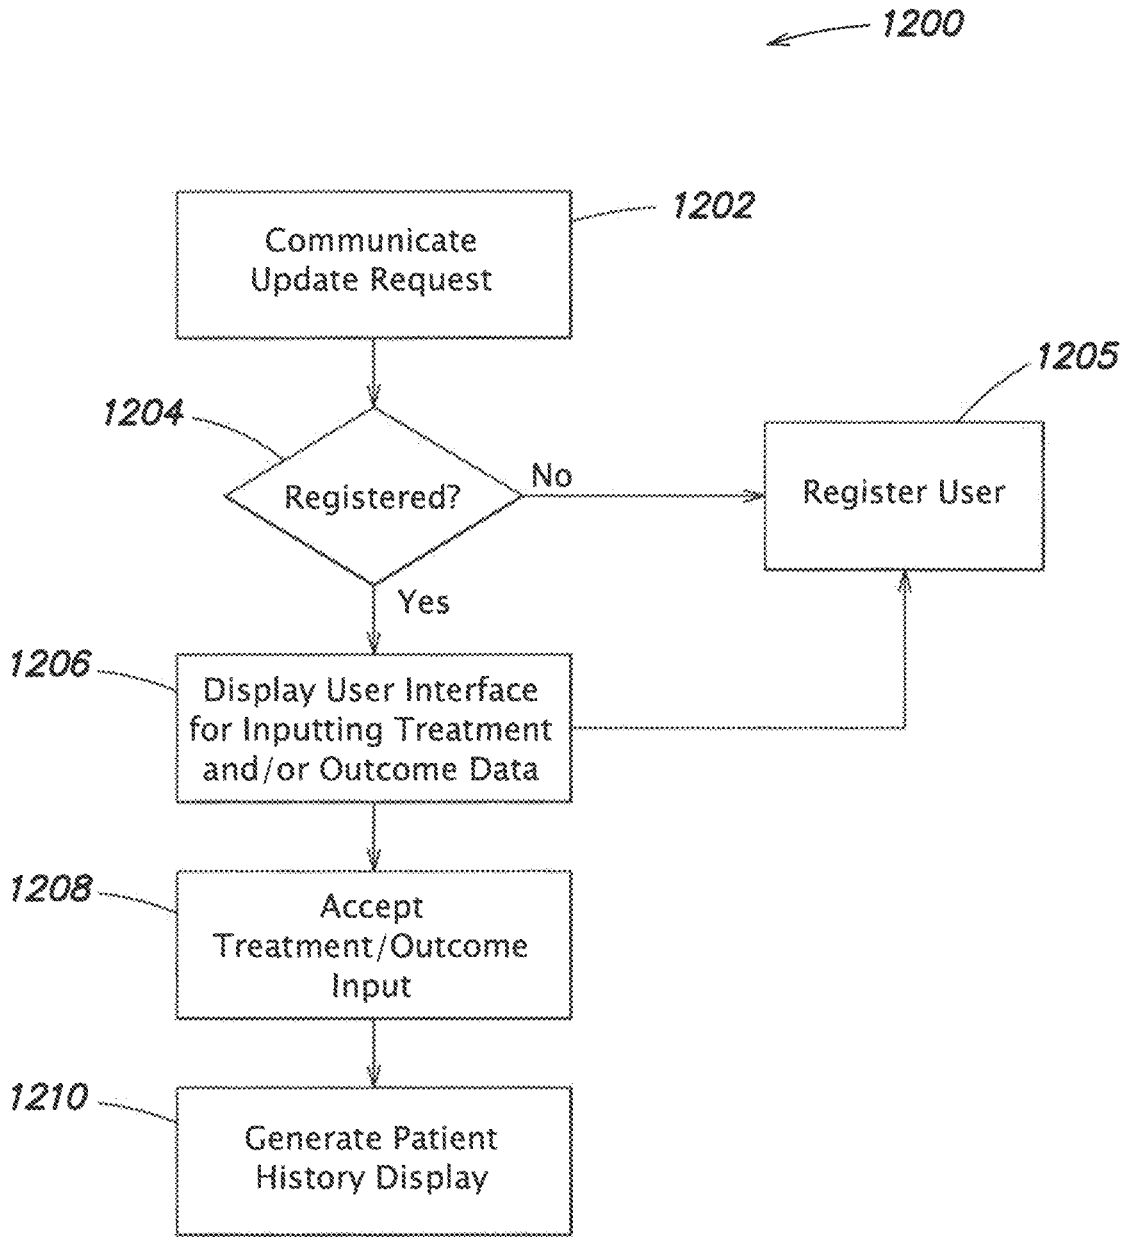 1200
1202
Communicate
Update Request
1204
Registered?
No
1205
Register User
Yes
1206
Display User Interface
for Inputting Treatment
and/or Outcome Data
1208
Accept
Treatment/Outcome
Input
1210
Generate Patient
History Display